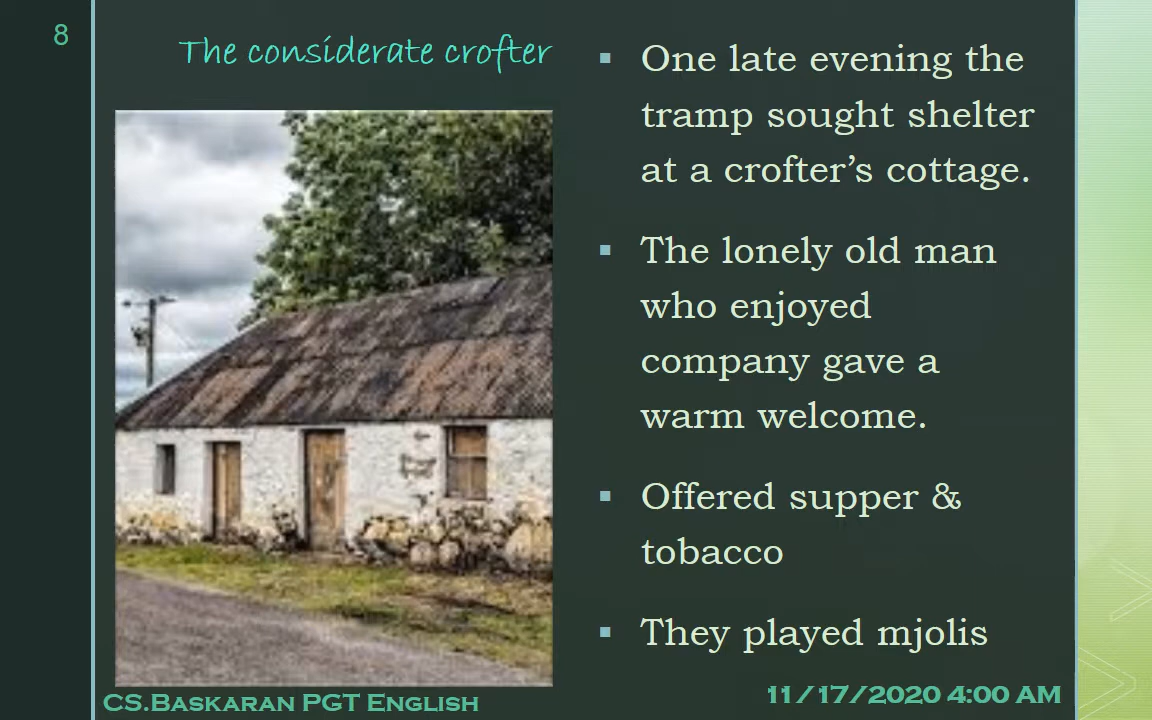 8
The considerate crofter
▪ One late evening the
tramp sought shelter
at a crofter’s cottage.
▪ The lonely old man
who enjoyed
company gave a
warm welcome.
▪ Offered supper &
tobacco
▪ They played mjolis
CS.Baskaran PGT English
11/17/2020 4:00 AM